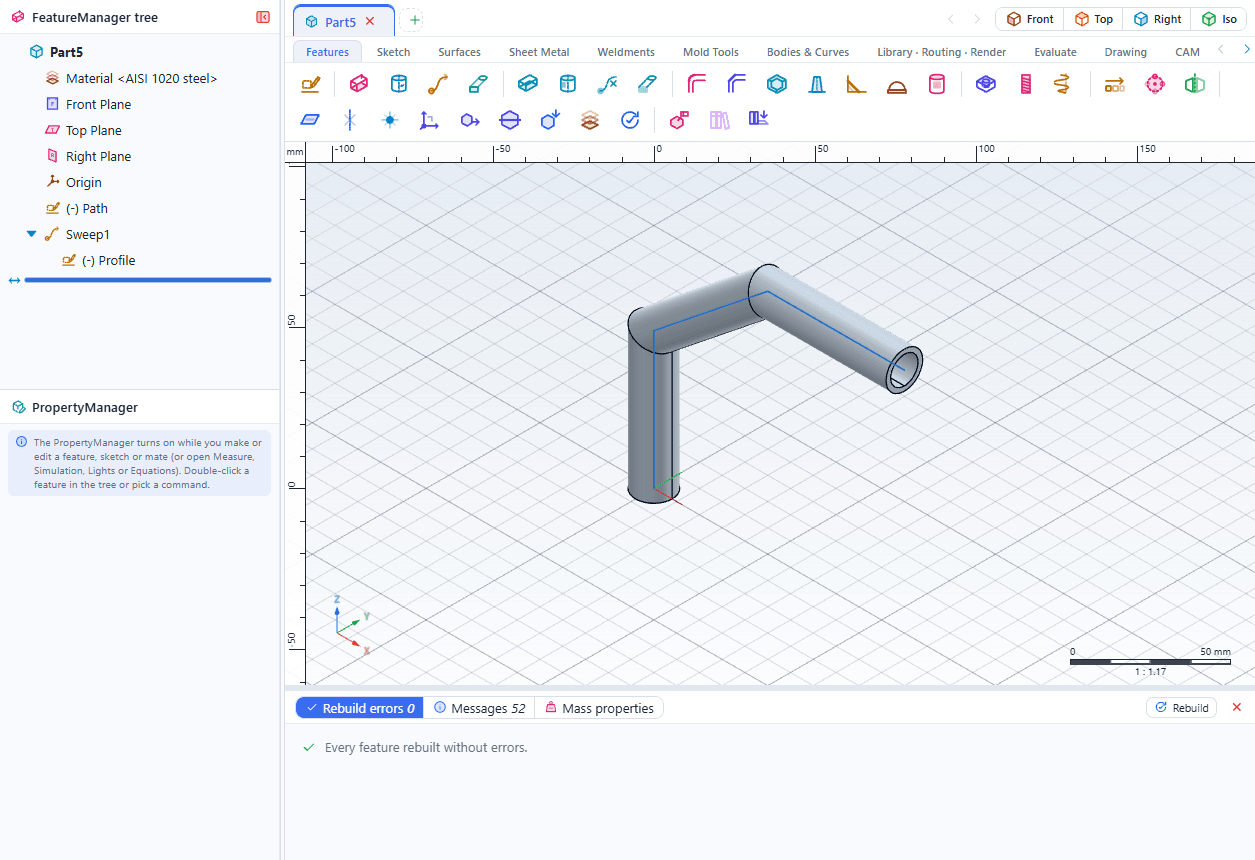 FeatureManager tree
Part5
Material <AISI 1020 steel>
Front Plane
Top Plane
Right Plane
Origin
(-) Path
Sweep1
(-) Profile
PropertyManager
The PropertyManager turns on while you make or
edit a feature, sketch or mate (or open Measure,
Simulation, Lights or Equations). Double-click a
feature in the tree or pick a command.
Part5
Front
Top
Right
Iso
Features
Sketch
Surfaces
Sheet Metal
Weldments
Mold Tools
Bodies & Curves
Library · Routing · Render
Evaluate
Drawing
CAM
mm
-100
-50
0
50
100
150
50
0
-50
Z
Y
X
0
50 mm
1 : 1.17
Rebuild errors 0
Messages 52
Mass properties
Rebuild
Every feature rebuilt without errors.